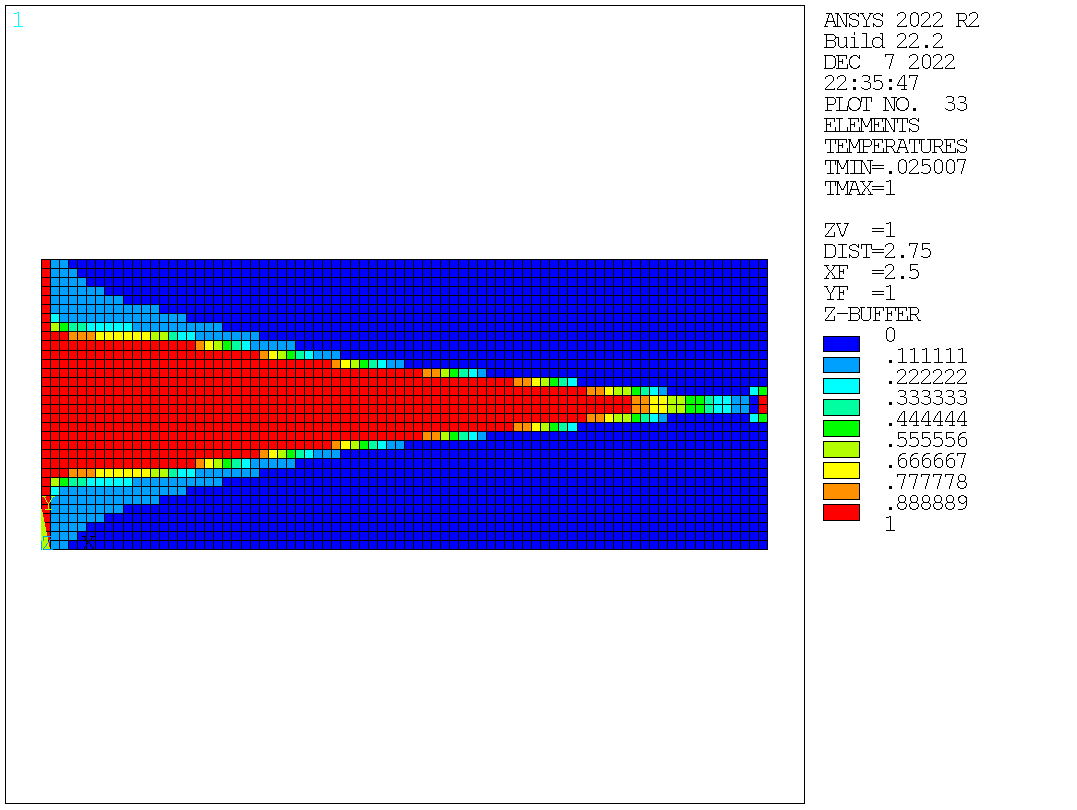 1
ANSYS 2022 R2
Build 22.2
DEC  7 2022
22:35:47
PLOT NO.  33
ELEMENTS
TEMPERATURES
TMIN=.025007
TMAX=1
ZV  =1
DIST=2.75
XF  =2.5
YF  =1
Z-BUFFER
0
.111111
.222222
.333333
.444444
.555556
.666667
.777778
.888889
1
Y
Z X